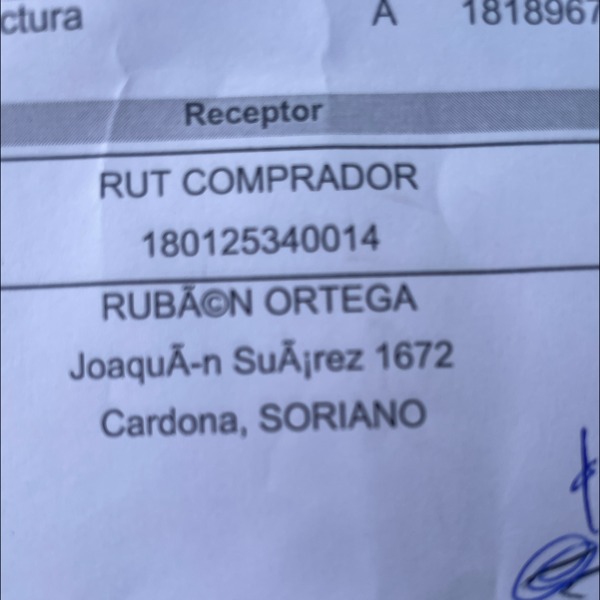 ctura A 1818967
Receptor
RUT COMPRADOR
180125340014
RUBÃ©N ORTEGA
JoaquÃ-n SuÃ¡rez 1672
Cardona, SORIANO